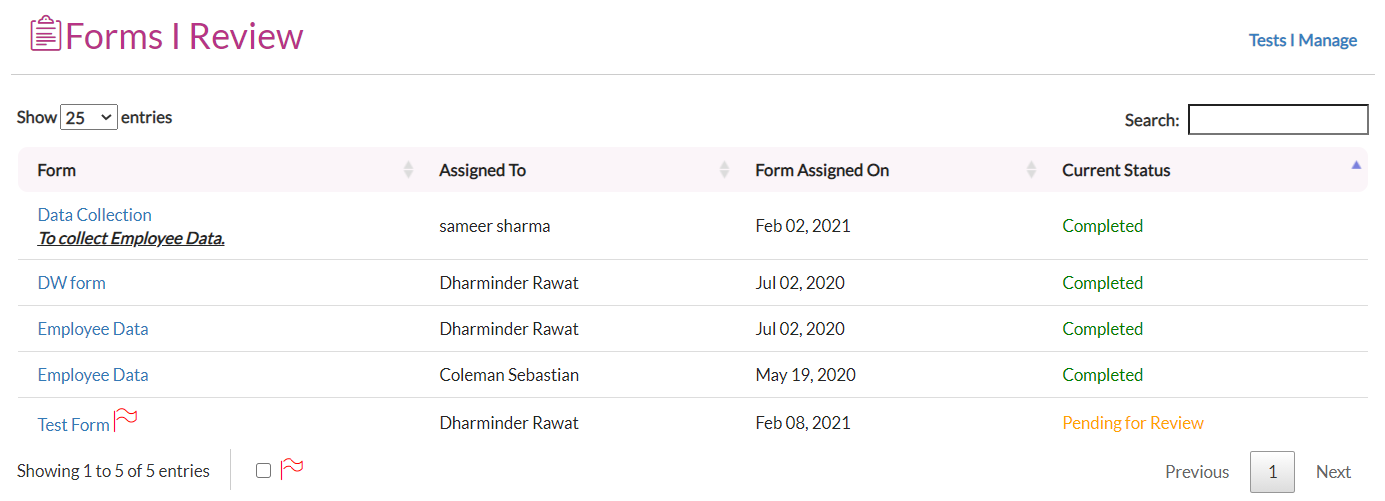 Forms I Review
Tests I Manage
Show 25 entries
Search:
Form Assigned To Form Assigned On Current Status
Data Collection
To collect Employee Data.
sameer sharma Feb 02, 2021 Completed
DW form Dharminder Rawat Jul 02, 2020 Completed
Employee Data Dharminder Rawat Jul 02, 2020 Completed
Employee Data Coleman Sebastian May 19, 2020 Completed
Test Form Dharminder Rawat Feb 08, 2021 Pending for Review
Showing 1 to 5 of 5 entries
Previous 1 Next